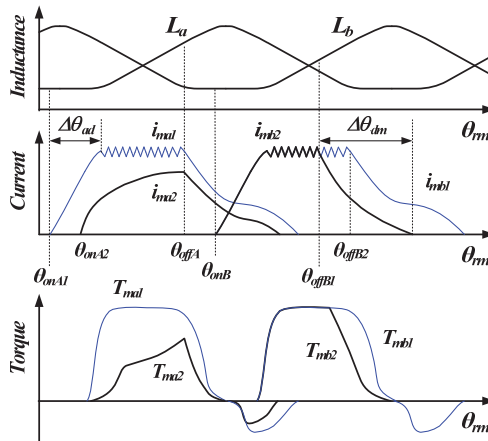 Inductance
L_a
L_b
θ_rm
Current
Δθ_ad
i_ma1
i_mb2
Δθ_dm
i_ma2
i_mb1
θ_rm
θ_onA1
θ_onA2
θ_offA
θ_onB
θ_offB1
θ_offB2
Torque
T_ma1
T_ma2
T_mb2
T_mb1
θ_rm